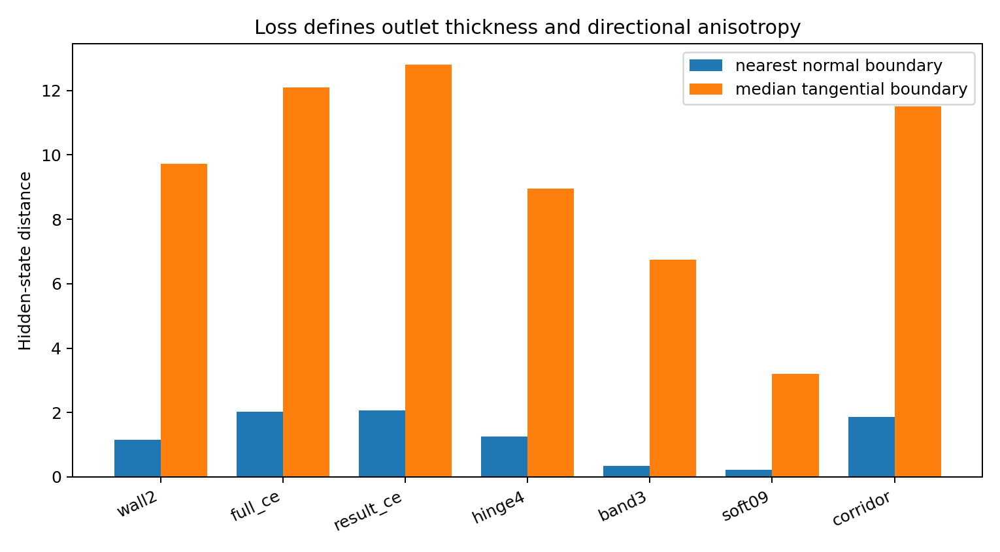 Loss defines outlet thickness and directional anisotropy
nearest normal boundary
median tangential boundary
Hidden-state distance
12
10
8
6
4
2
0
wall2
full_ce
result_ce
hinge4
band3
soft09
corridor